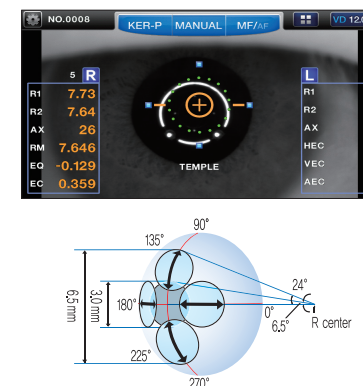 NO.0008 KER-P MANUAL MF/AF VD 12.0
5 R L
R1 7.73 R1
R2 7.64 R2
AX 26 AX
RM 7.646 HEC
EQ -0.129 VEC
EC 0.359 AEC
TEMPLE
90°
135°
24°
6.5 mm
3.0 mm
180°
0°
6.5°
R center
225°
270°